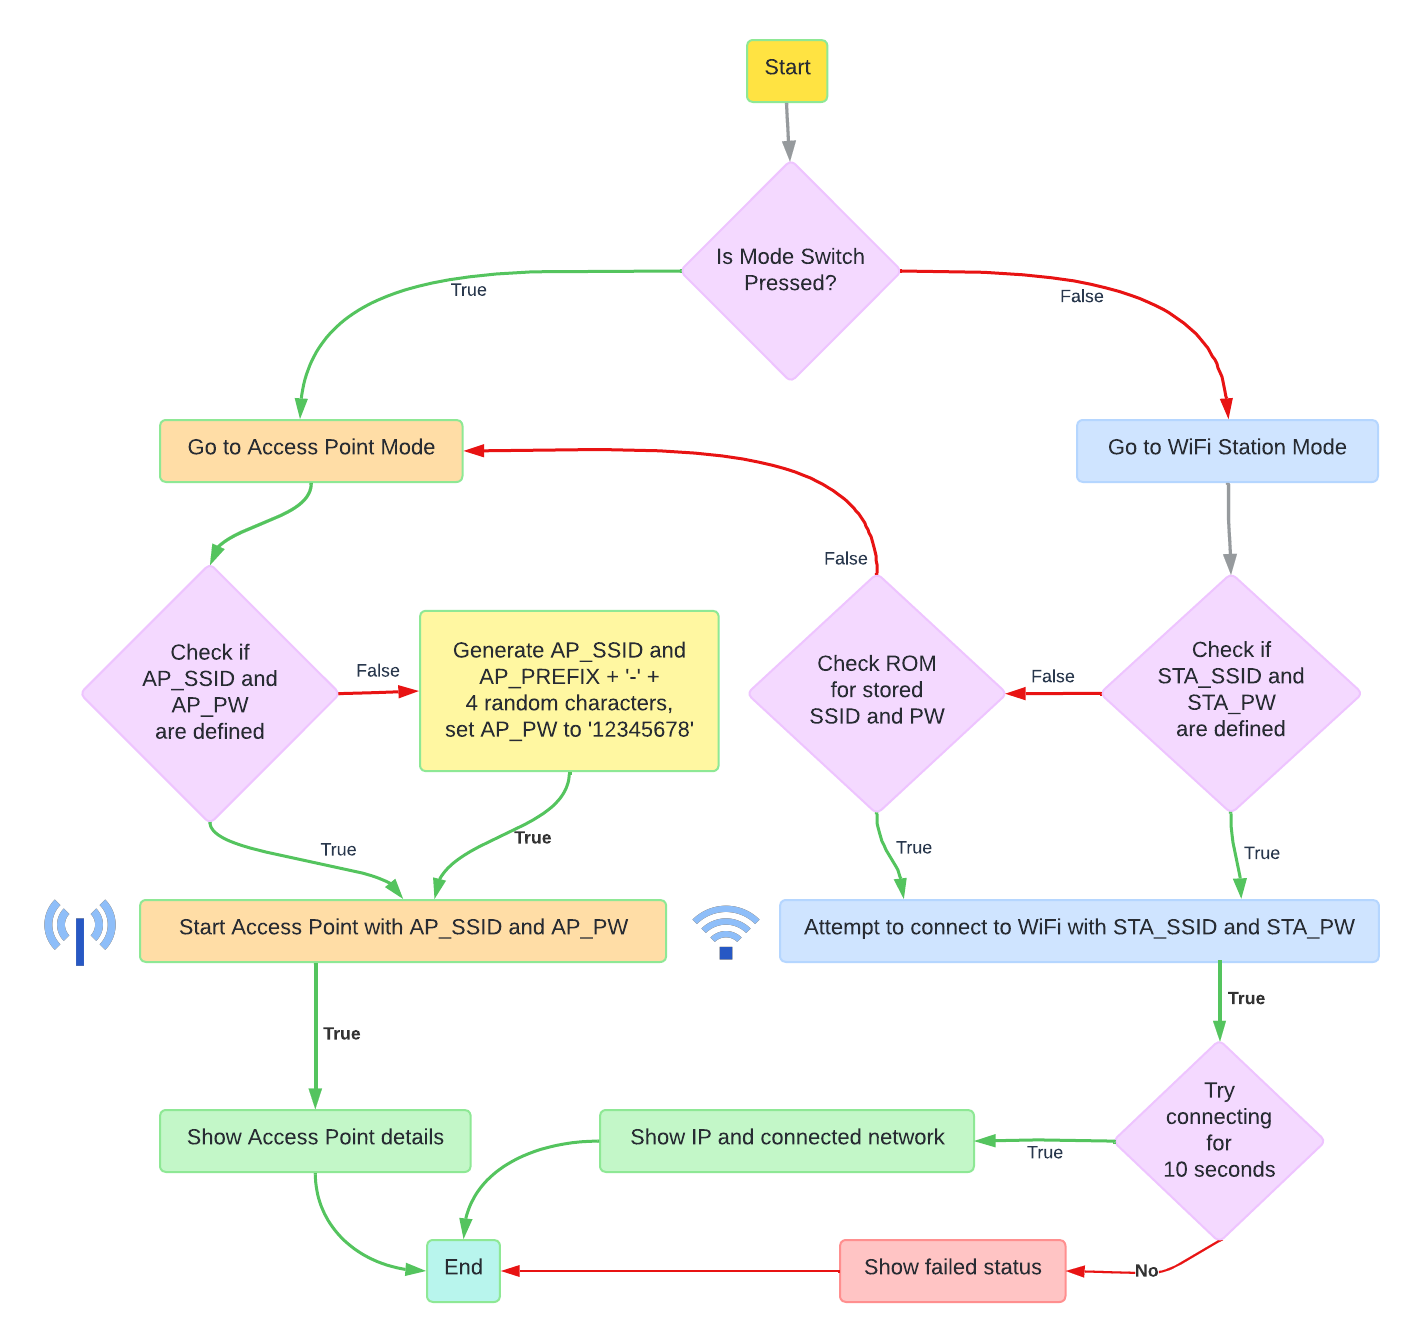 Start
Is Mode Switch
Pressed?
True
False
Go to Access Point Mode
Go to WiFi Station Mode
False
Check if
AP_SSID and
AP_PW
are defined
False
Generate AP_SSID and
AP_PREFIX + '-' +
4 random characters,
set AP_PW to '12345678'
Check ROM
for stored
SSID and PW
False
Check if
STA_SSID and
STA_PW
are defined
True
True
True
True
Start Access Point with AP_SSID and AP_PW
Attempt to connect to WiFi with STA_SSID and STA_PW
True
True
Try
connecting
for
10 seconds
Show Access Point details
Show IP and connected network
True
End
Show failed status
No